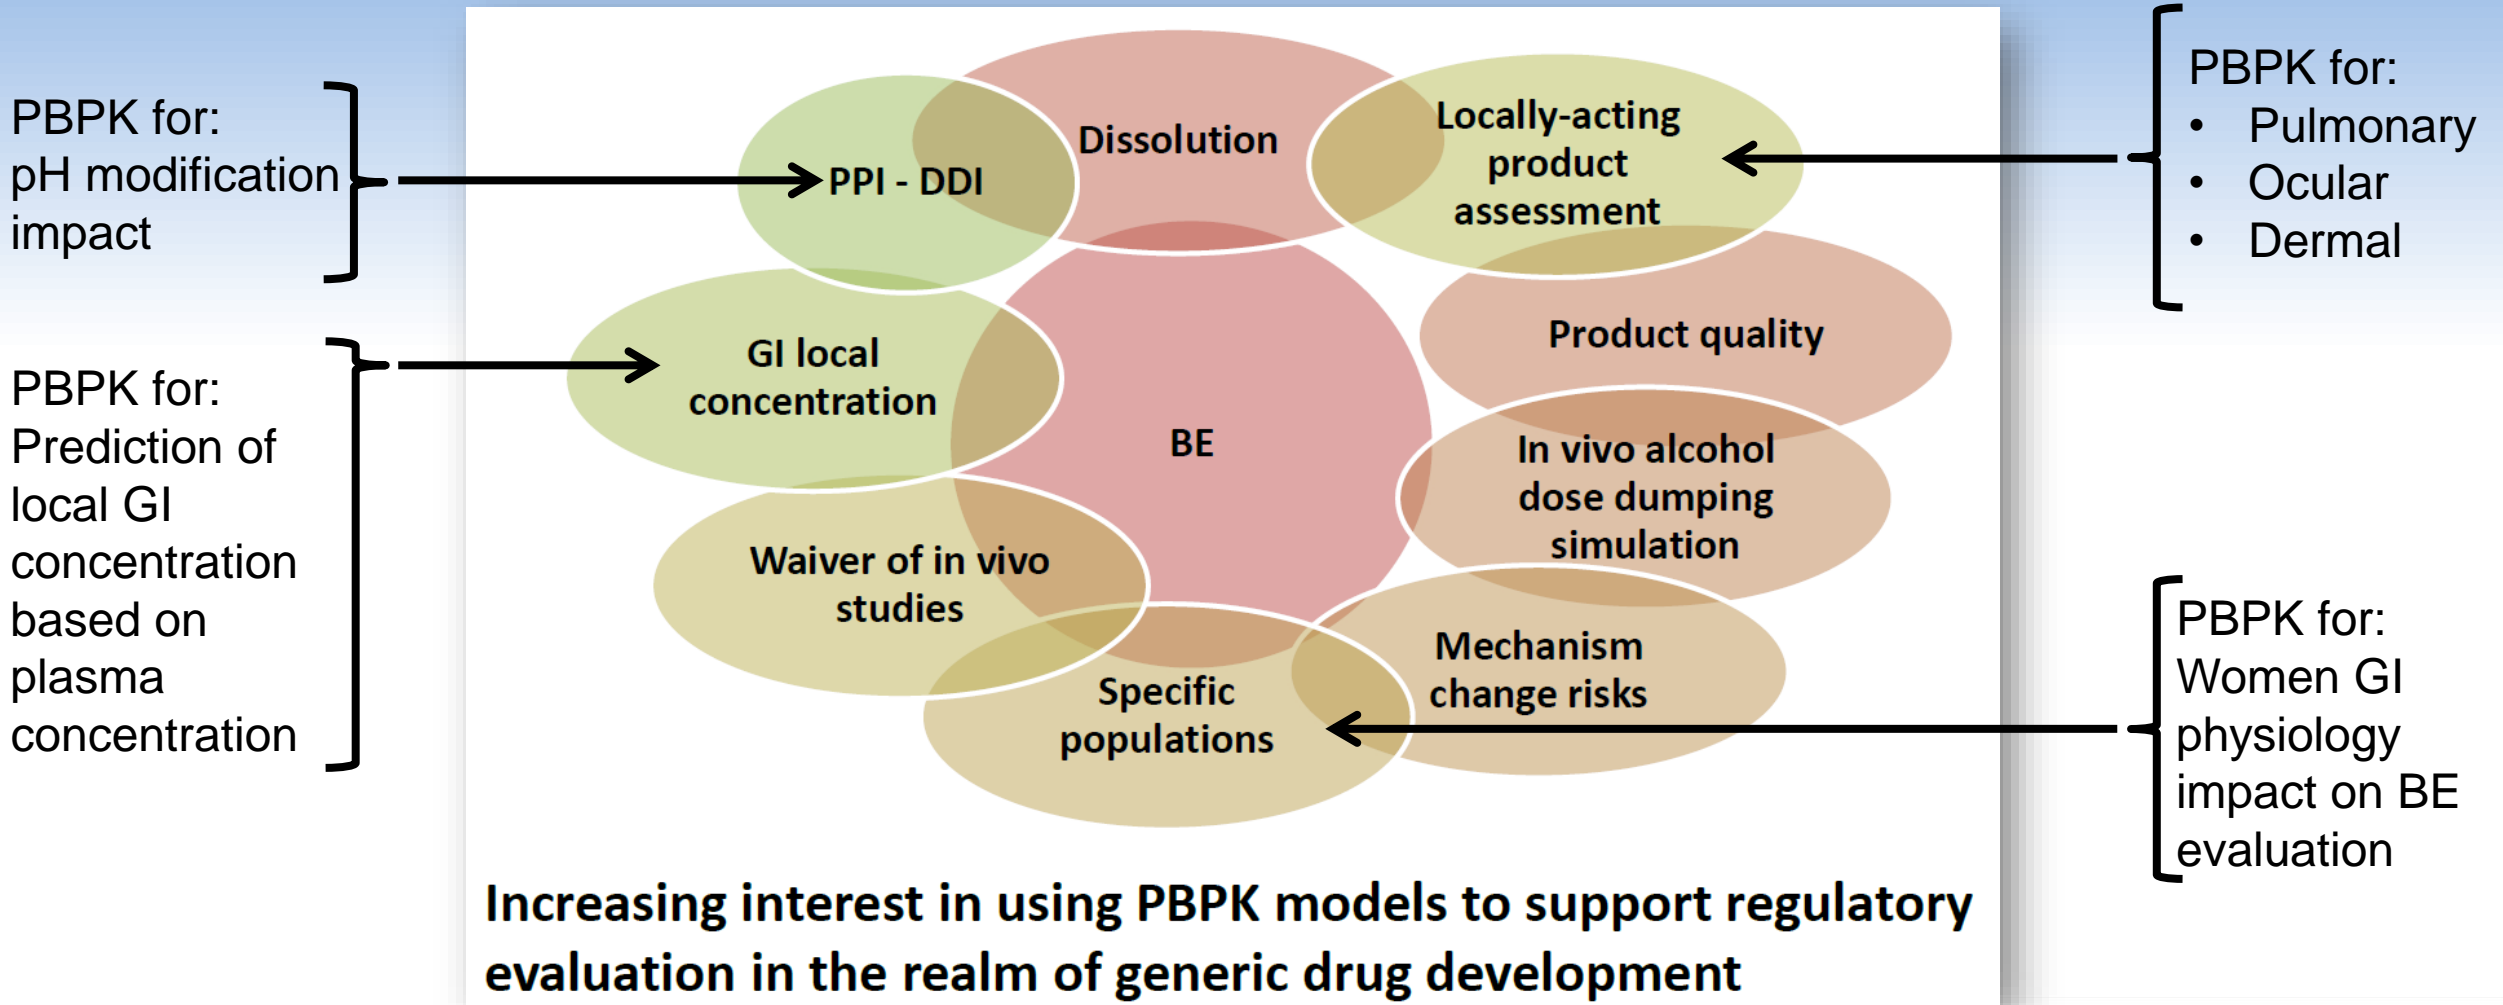 PBPK for:
pH modification
impact
PBPK for:
Prediction of
local GI
concentration
based on
plasma
concentration
Dissolution
PPI - DDI
Locally-acting
product
assessment
Product quality
GI local
concentration
BE
In vivo alcohol
dose dumping
simulation
Waiver of in vivo
studies
Mechanism
change risks
Specific
populations
PBPK for:
• Pulmonary
• Ocular
• Dermal
PBPK for:
Women GI
physiology
impact on BE
evaluation
Increasing interest in using PBPK models to support regulatory
evaluation in the realm of generic drug development